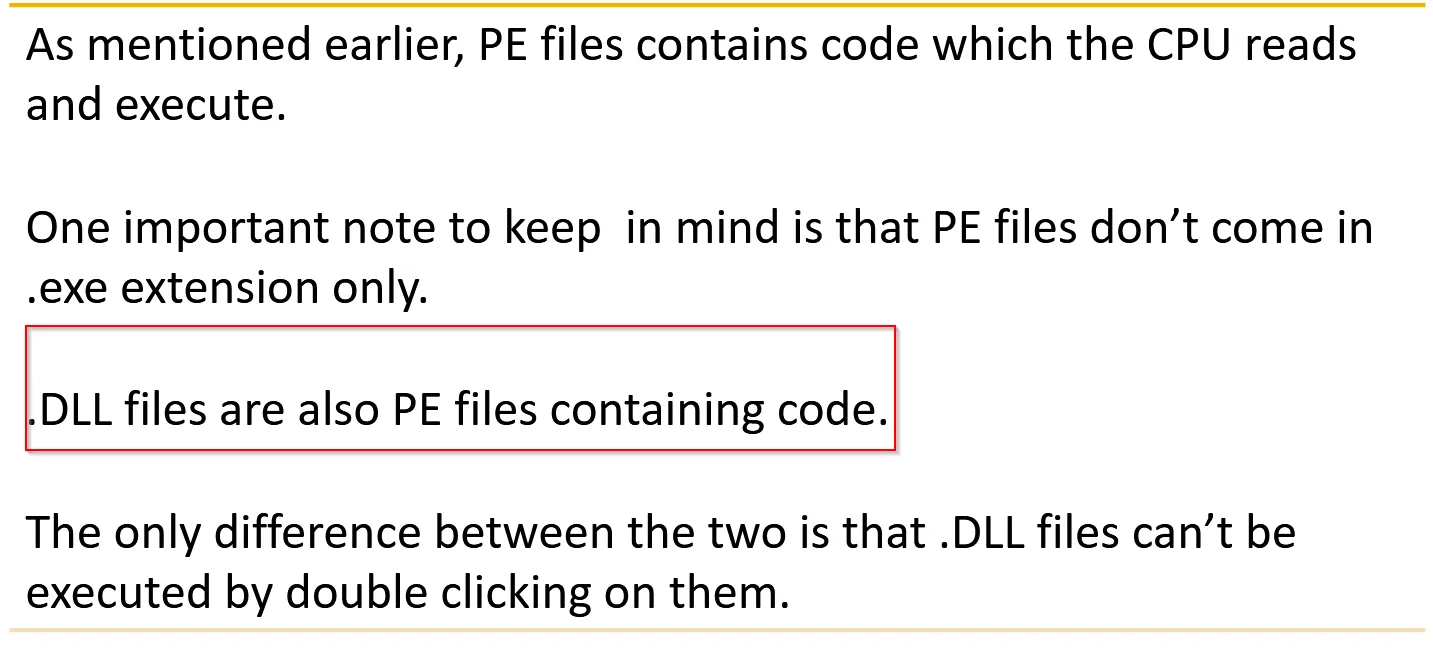 As mentioned earlier, PE files contains code which the CPU reads
and execute.
One important note to keep  in mind is that PE files don’t come in
.exe extension only.
.DLL files are also PE files containing code.
The only difference between the two is that .DLL files can’t be
executed by double clicking on them.